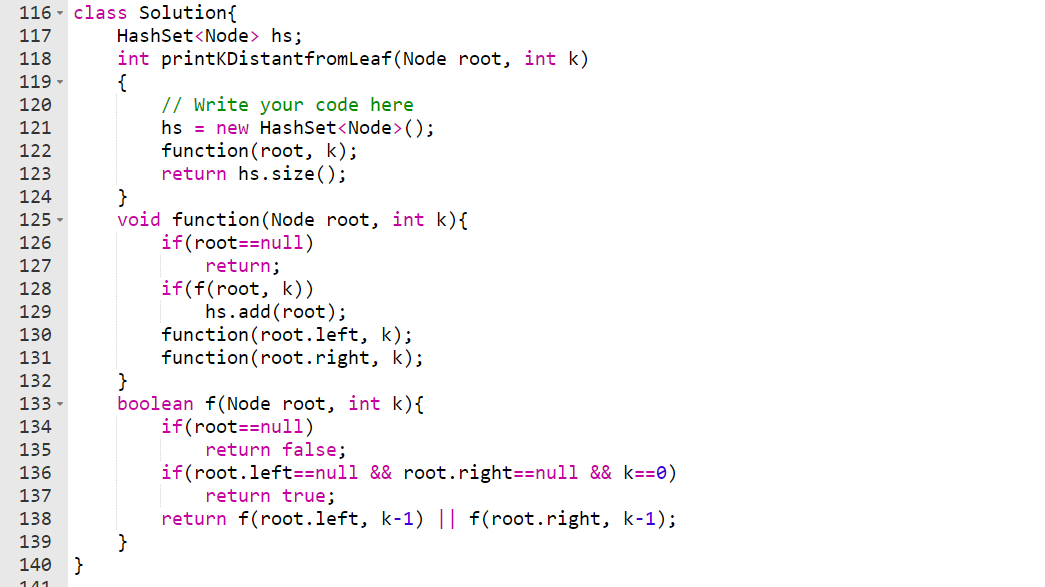 116 class Solution{
117 HashSet<Node> hs;
118 int printKDistantfromLeaf(Node root, int k)
119 {
120 // Write your code here
121 hs = new HashSet<Node>();
122 function(root, k);
123 return hs.size();
124 }
125 void function(Node root, int k){
126 if(root==null)
127 return;
128 if(f(root, k))
129 hs.add(root);
130 function(root.left, k);
131 function(root.right, k);
132 }
133 boolean f(Node root, int k){
134 if(root==null)
135 return false;
136 if(root.left==null && root.right==null && k==0)
137 return true;
138 return f(root.left, k-1) || f(root.right, k-1);
139 }
140 }